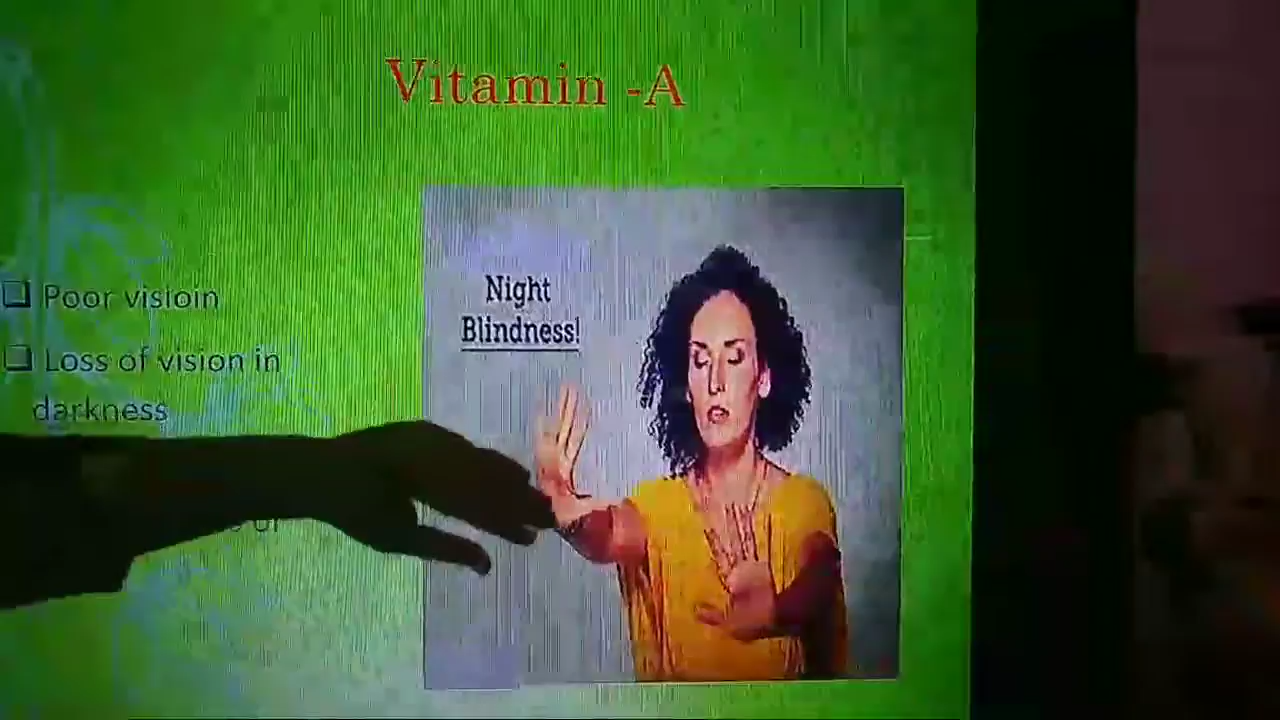 Vitamin -A
❑ Poor visioin
❑ Loss of vision in
darkness
Night
Blindness!